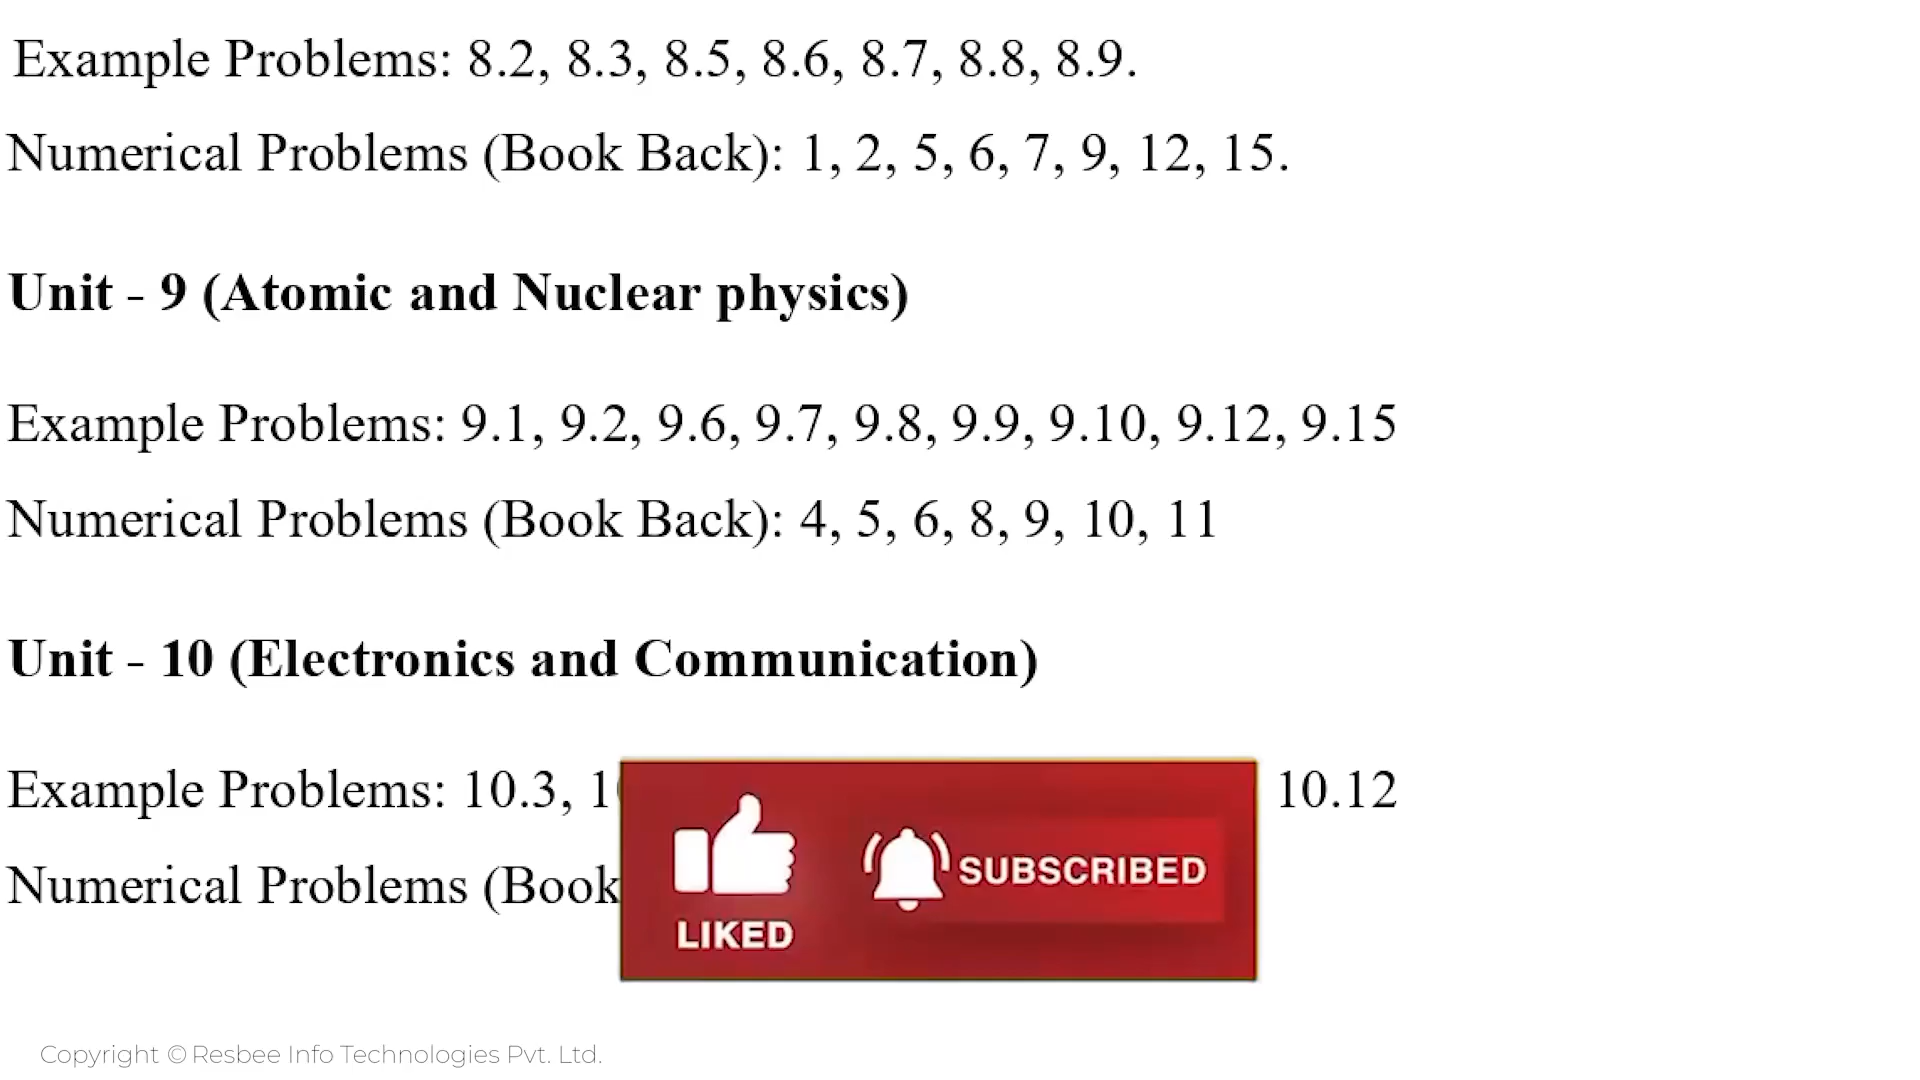 Example Problems: 8.2, 8.3, 8.5, 8.6, 8.7, 8.8, 8.9.
Numerical Problems (Book Back): 1, 2, 5, 6, 7, 9, 12, 15.
Unit - 9 (Atomic and Nuclear physics)
Example Problems: 9.1, 9.2, 9.6, 9.7, 9.8, 9.9, 9.10, 9.12, 9.15
Numerical Problems (Book Back): 4, 5, 6, 8, 9, 10, 11
Unit - 10 (Electronics and Communication)
Example Problems: 10.3, 10.12
Numerical Problems (Book
SUBSCRIBED
LIKED
Copyright © Resbee Info Technologies Pvt. Ltd.